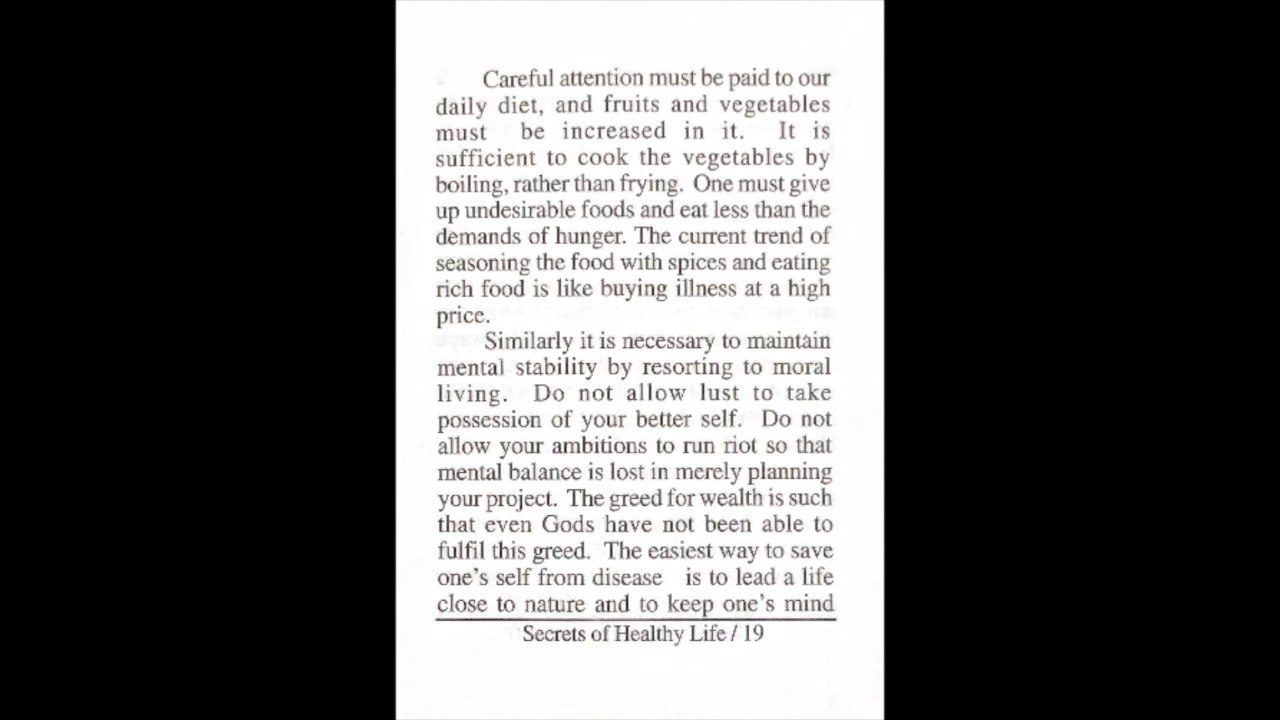 Careful attention must be paid to our
daily diet, and fruits and vegetables
must be increased in it. It is
sufficient to cook the vegetables by
boiling, rather than frying. One must give
up undesirable foods and eat less than the
demands of hunger. The current trend of
seasoning the food with spices and eating
rich food is like buying illness at a high
price.
Similarly it is necessary to maintain
mental stability by resorting to moral
living. Do not allow lust to take
possession of your better self. Do not
allow your ambitions to run riot so that
mental balance is lost in merely planning
your project. The greed for wealth is such
that even Gods have not been able to
fulfil this greed. The easiest way to save
one's self from disease is to lead a life
close to nature and to keep one's mind
Secrets of Healthy Life / 19